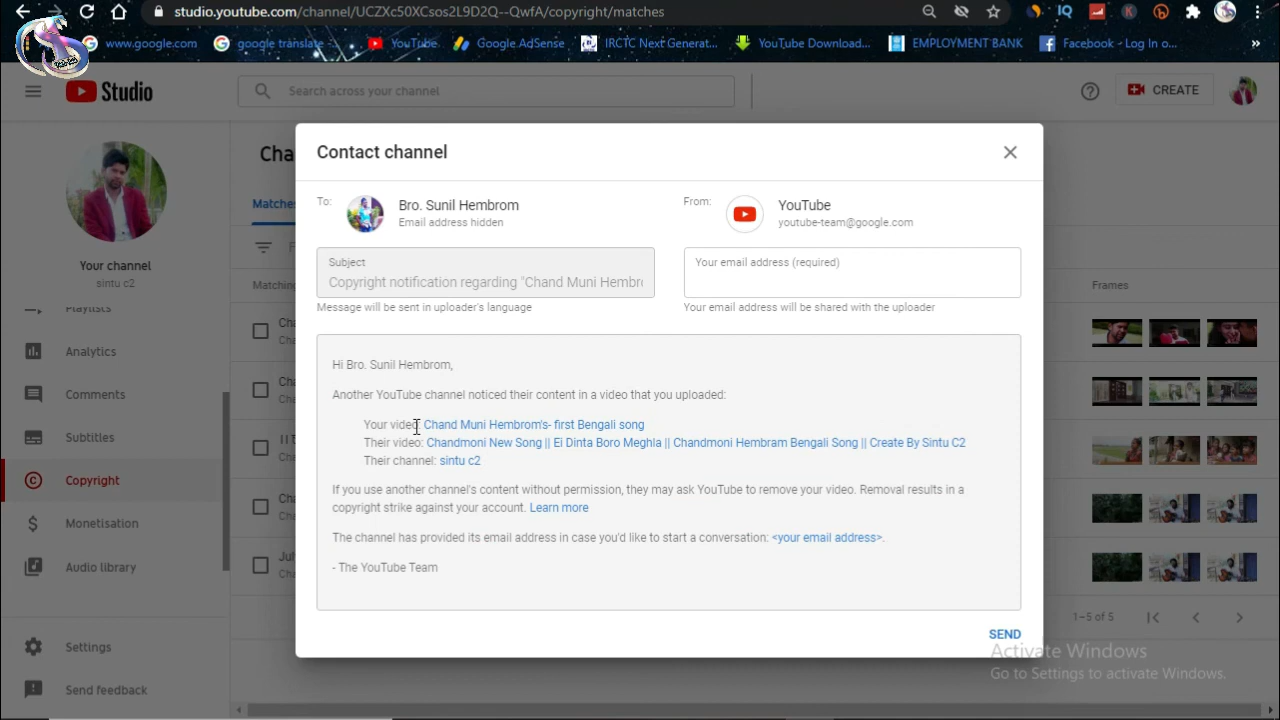 studio.youtube.com/channel/UCZXc50XCsos2L9D2Q--QwfA/copyright/matches
www.google.com
google translate -...
YouTube
Google AdSense
IRCTC Next Generat...
YouTube Download...
EMPLOYMENT BANK
Facebook - Log In o...
»
Studio
Search across your channel
CREATE
Cha
Matche
Your channel
sintu c2
Playlists
Analytics
Comments
Subtitles
Copyright
Monetisation
Audio library
Settings
Send feedback
Matching
Frames
1–5 of 5
Contact channel
To:
Bro. Sunil Hembrom
Email address hidden
From:
YouTube
youtube-team@google.com
Subject
Copyright notification regarding "Chand Muni Hembr
Message will be sent in uploader's language
Your email address (required)
Your email address will be shared with the uploader
Hi Bro. Sunil Hembrom,
Another YouTube channel noticed their content in a video that you uploaded:
Your video: Chand Muni Hembrom's- first Bengali song
Their video: Chandmoni New Song || Ei Dinta Boro Meghla || Chandmoni Hembram Bengali Song || Create By Sintu C2
Their channel: sintu c2
If you use another channel's content without permission, they may ask YouTube to remove your video. Removal results in a
copyright strike against your account. Learn more
The channel has provided its email address in case you'd like to start a conversation: <your email address>.
- The YouTube Team
SEND
Activate Windows
Go to Settings to activate Windows.